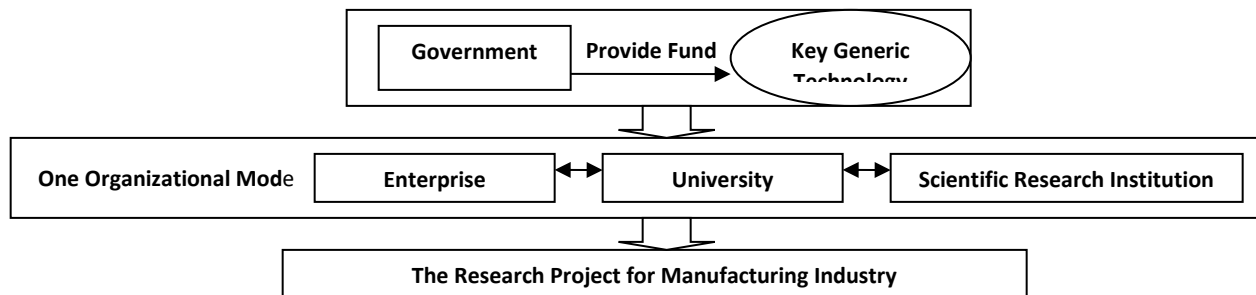 Government
Provide Fund
Key Generic
Technology
One Organizational Mode
Enterprise
University
Scientific Research Institution
The Research Project for Manufacturing Industry